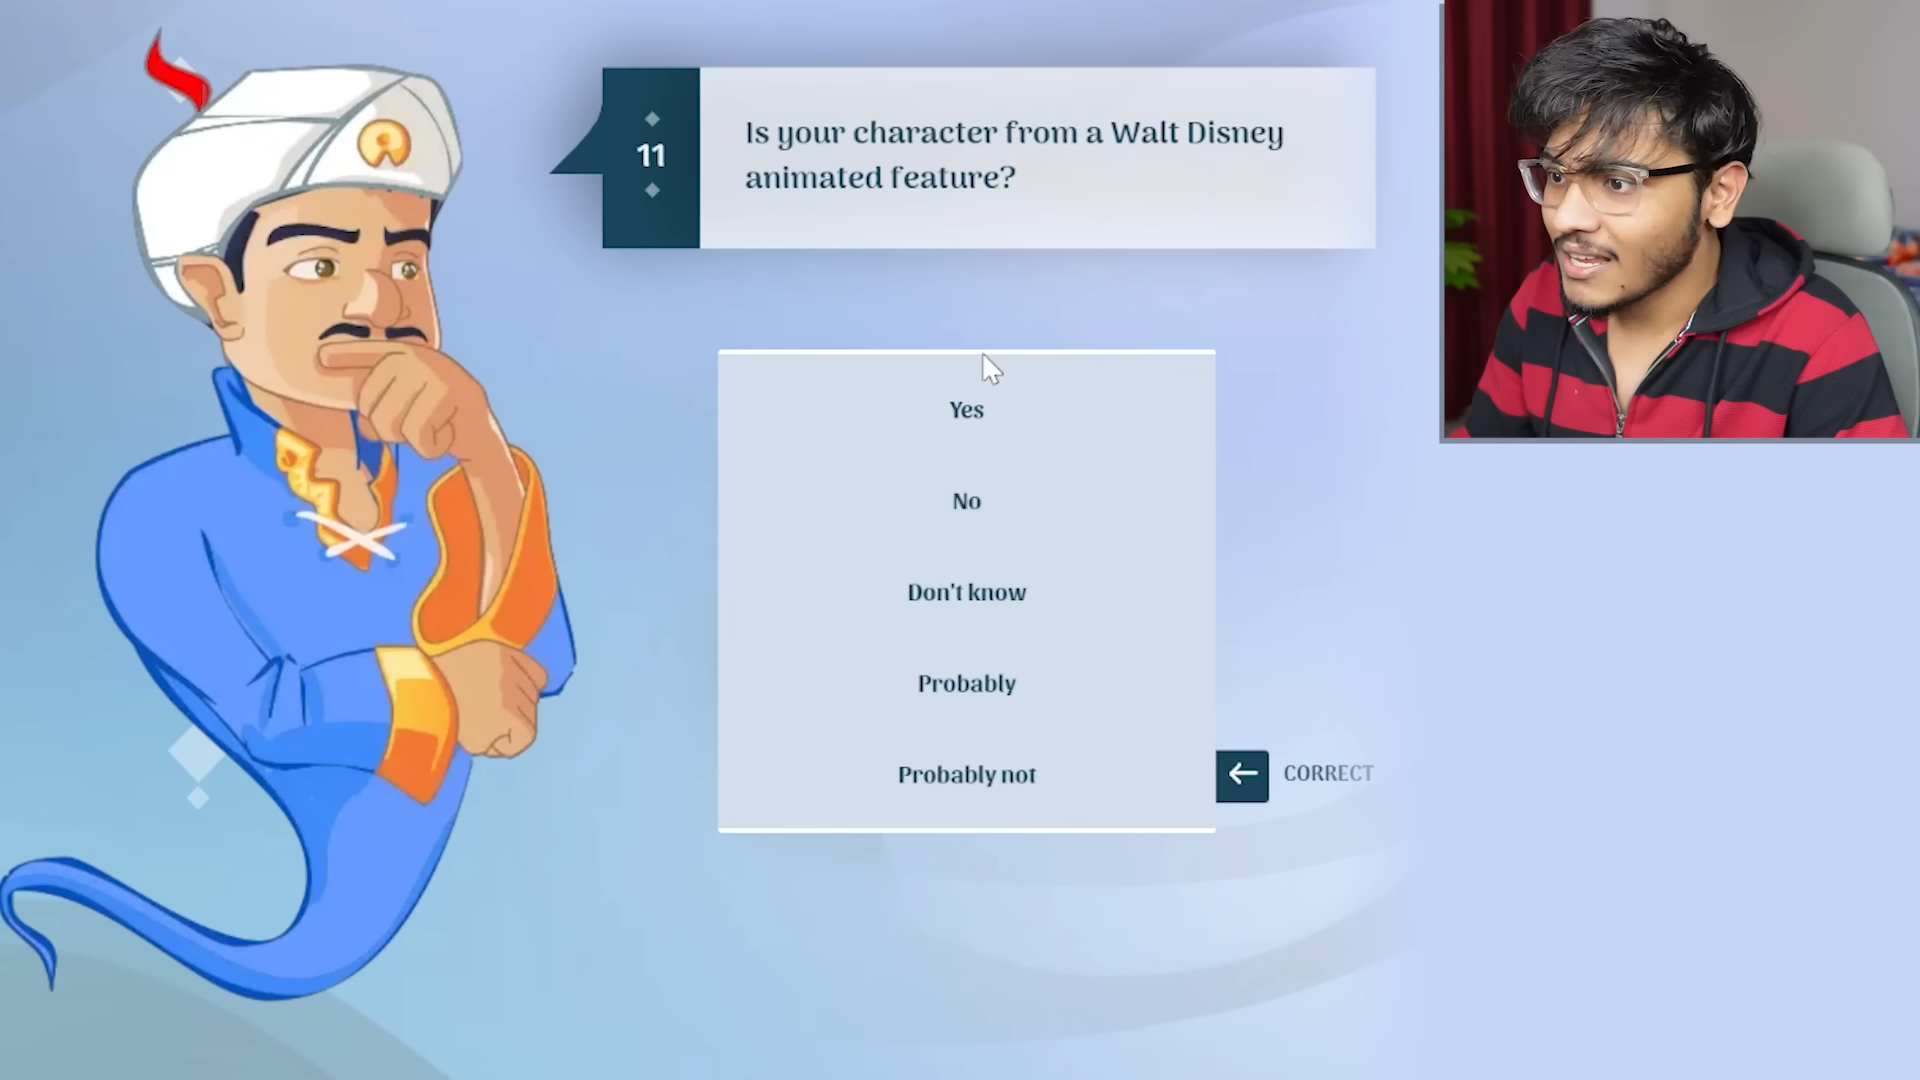 11
Is your character from a Walt Disney
animated feature?
Yes
No
Don't know
Probably
Probably not
CORRECT